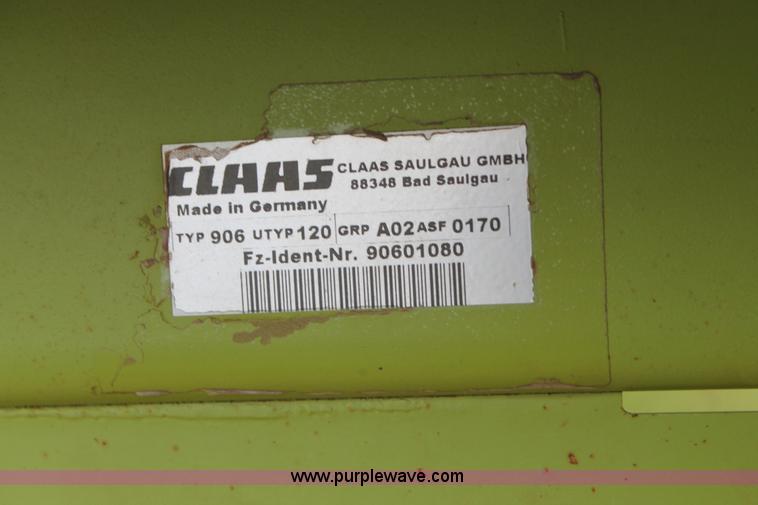 CLAAS CLAAS SAULGAU GMBH
88348 Bad Saulgau
Made in Germany
TYP 906 UTYP 120 GRP A02 ASF 0170
Fz-Ident-Nr. 90601080
www.purplewave.com